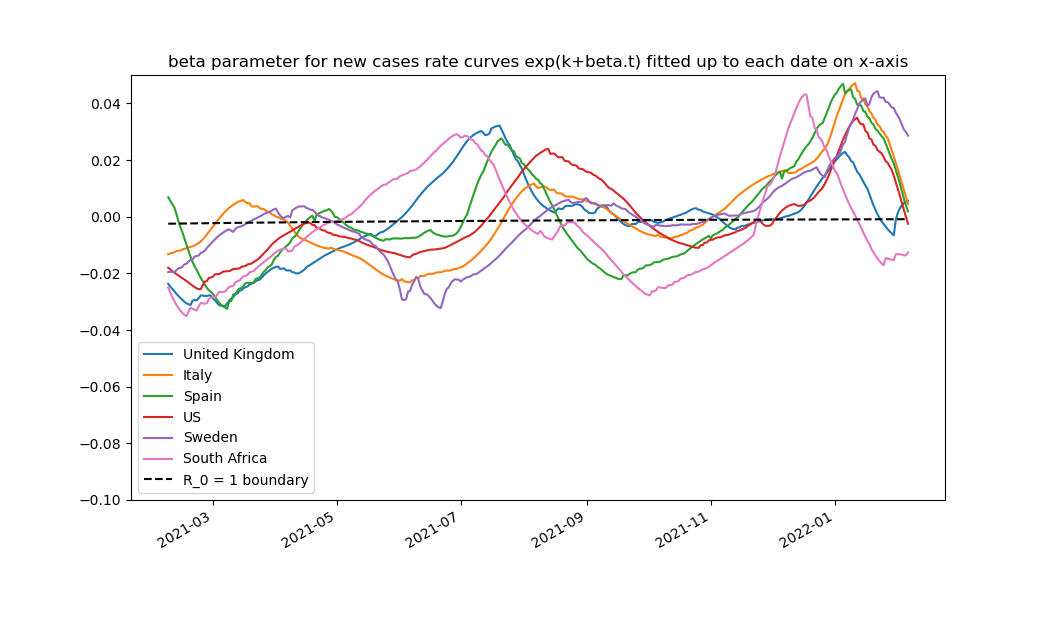 beta parameter for new cases rate curves exp(k+beta.t) fitted up to each date on x-axis
0.04
0.02
0.00
−0.02
−0.04
−0.06
−0.08
−0.10
United Kingdom
Italy
Spain
US
Sweden
South Africa
R_0 = 1 boundary
2021-03
2021-05
2021-07
2021-09
2021-11
2022-01